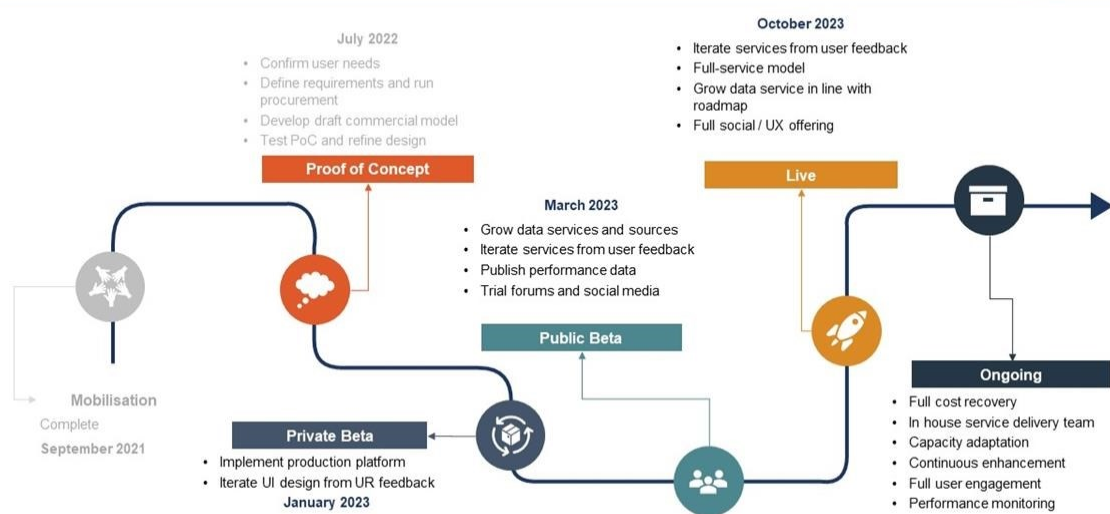 Mobilisation
Complete
September 2021
July 2022
• Confirm user needs
• Define requirements and run
procurement
• Develop draft commercial model
• Test PoC and refine design
Proof of Concept
Private Beta
• Implement production platform
• Iterate UI design from UR feedback
January 2023
March 2023
• Grow data services and sources
• Iterate services from user feedback
• Publish performance data
• Trial forums and social media
Public Beta
October 2023
• Iterate services from user feedback
• Full-service model
• Grow data service in line with
roadmap
• Full social / UX offering
Live
Ongoing
• Full cost recovery
• In house service delivery team
• Capacity adaptation
• Continuous enhancement
• Full user engagement
• Performance monitoring